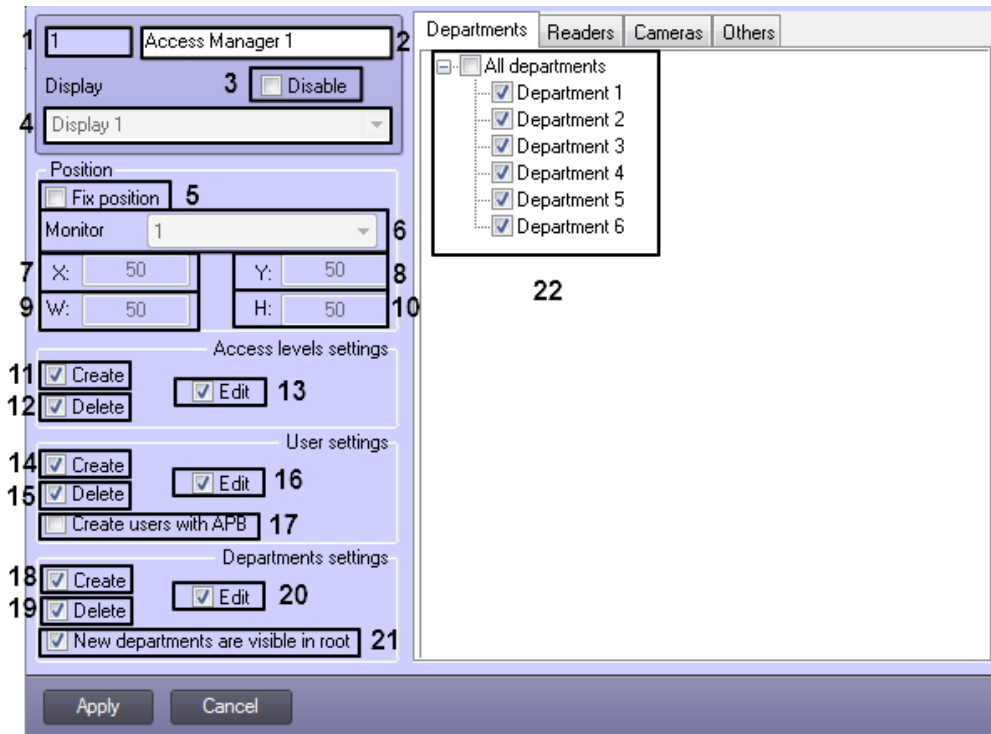 1 1 Access Manager 1 2
Display 3 Disable
4 Display 1
Position
Fix position 5
Monitor 1 6
7 X: 50 Y: 50 8
9 W: 50 H: 50 10
Access levels settings
11 Create
Edit 13
12 Delete
User settings
14 Create
Edit 16
15 Delete
Create users with APB 17
Departments settings
18 Create
Edit 20
19 Delete
New departments are visible in root 21
Apply Cancel
Departments Readers Cameras Others
All departments
Department 1
Department 2
Department 3
Department 4
Department 5
Department 6
22